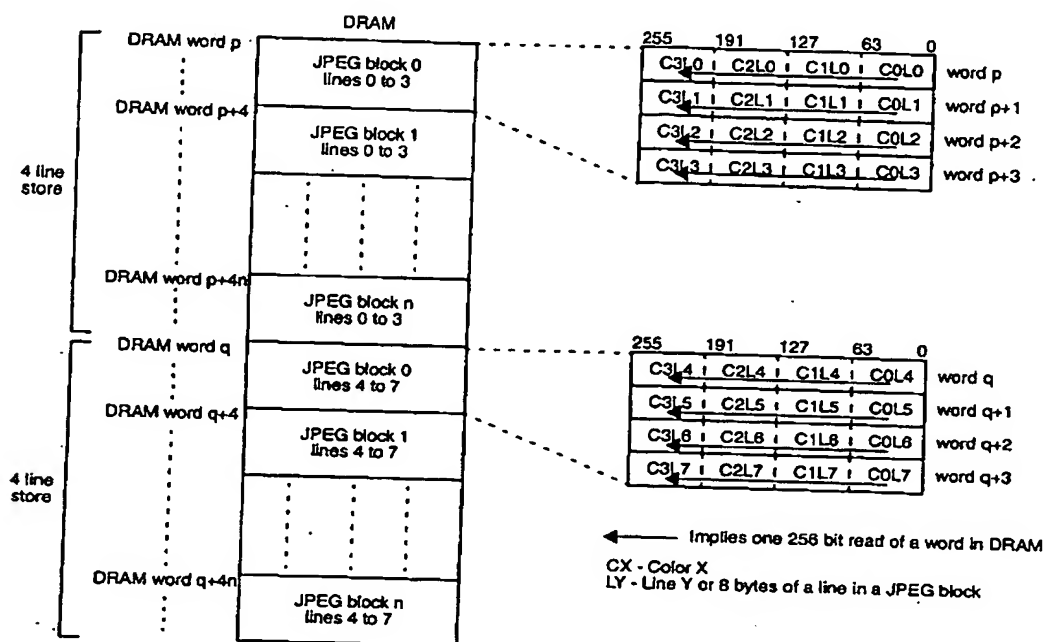 DRAM
DRAM word p
JPEG block 0
lines 0 to 3
DRAM word p+4
JPEG block 1
lines 0 to 3
4 line
store
DRAM word p+4n
JPEG block n
lines 0 to 3
255 191 127 63 0
C3L0 C2L0 C1L0 C0L0 word p
C3L1 C2L1 C1L1 C0L1 word p+1
C3L2 C2L2 C1L2 C0L2 word p+2
C3L3 C2L3 C1L3 C0L3 word p+3
DRAM word q
JPEG block 0
lines 4 to 7
DRAM word q+4
JPEG block 1
lines 4 to 7
4 line
store
DRAM word q+4n
JPEG block n
lines 4 to 7
255 191 127 63 0
C3L4 C2L4 C1L4 C0L4 word q
C3L5 C2L5 C1L5 C0L5 word q+1
C3L6 C2L6 C1L6 C0L6 word q+2
C3L7 C2L7 C1L7 C0L7 word q+3
Implies one 256 bit read of a word in DRAM
CX - Color X
LY - Line Y or 8 bytes of a line in a JPEG block